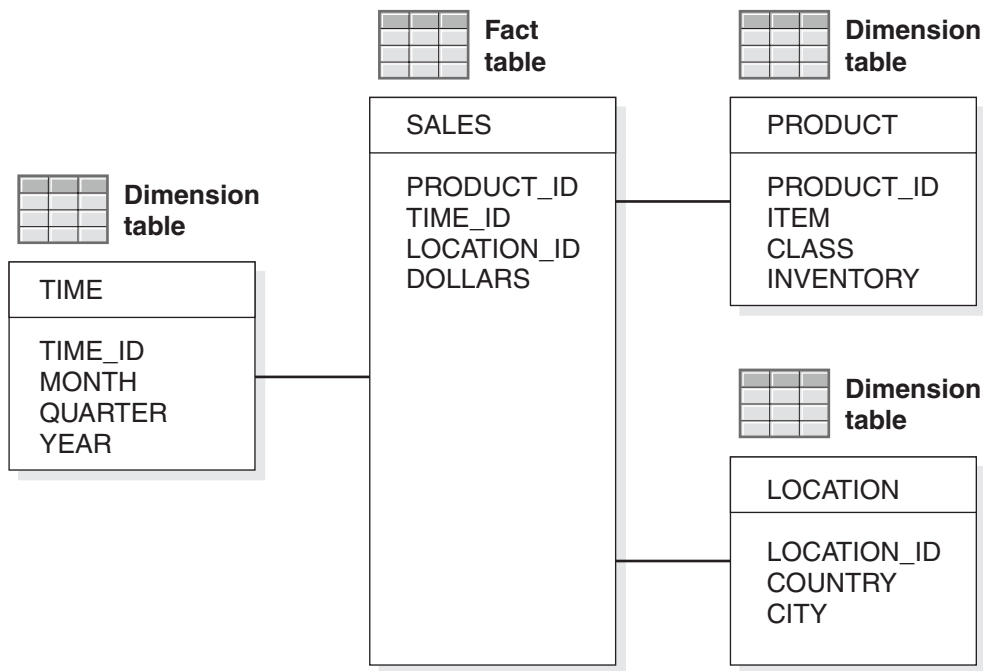 Fact
table
SALES
PRODUCT_ID
TIME_ID
LOCATION_ID
DOLLARS
Dimension
table
PRODUCT
PRODUCT_ID
ITEM
CLASS
INVENTORY
Dimension
table
TIME
TIME_ID
MONTH
QUARTER
YEAR
Dimension
table
LOCATION
LOCATION_ID
COUNTRY
CITY